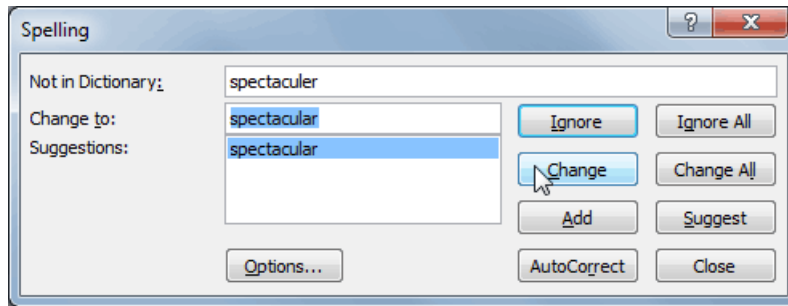 Spelling
Not in Dictionary: spectaculer
Change to: spectacular Ignore Ignore All
Suggestions: spectacular Change Change All
Add Suggest
Options... AutoCorrect Close